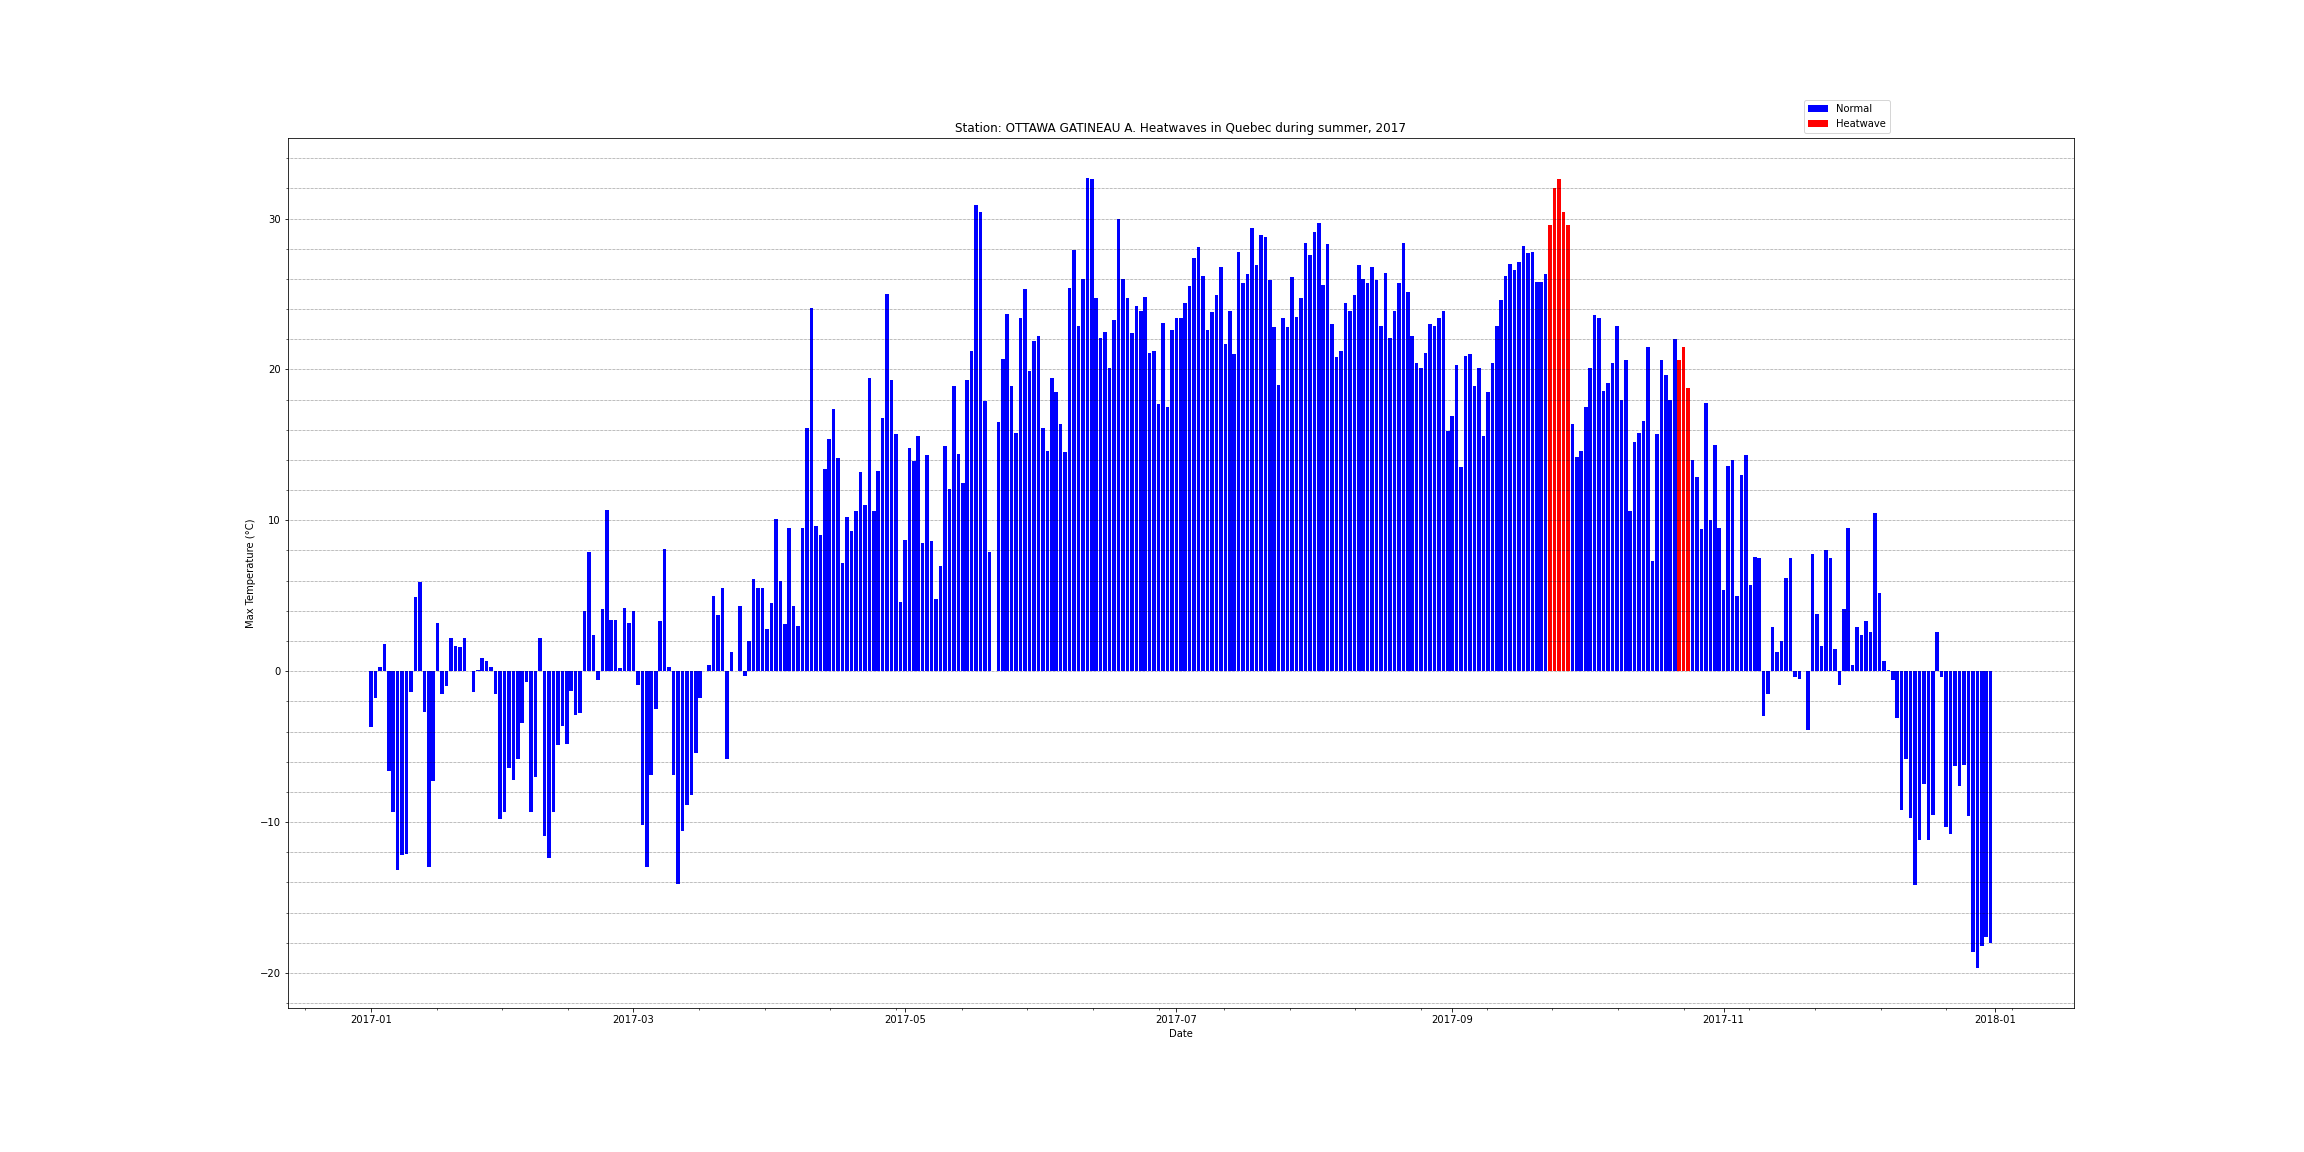 Normal
Heatwave
Station: OTTAWA GATINEAU A. Heatwaves in Quebec during summer, 2017
Max Temperature (°C)
30
20
10
0
−10
−20
2017-01 2017-03 2017-05 2017-07 2017-09 2017-11 2018-01
Date